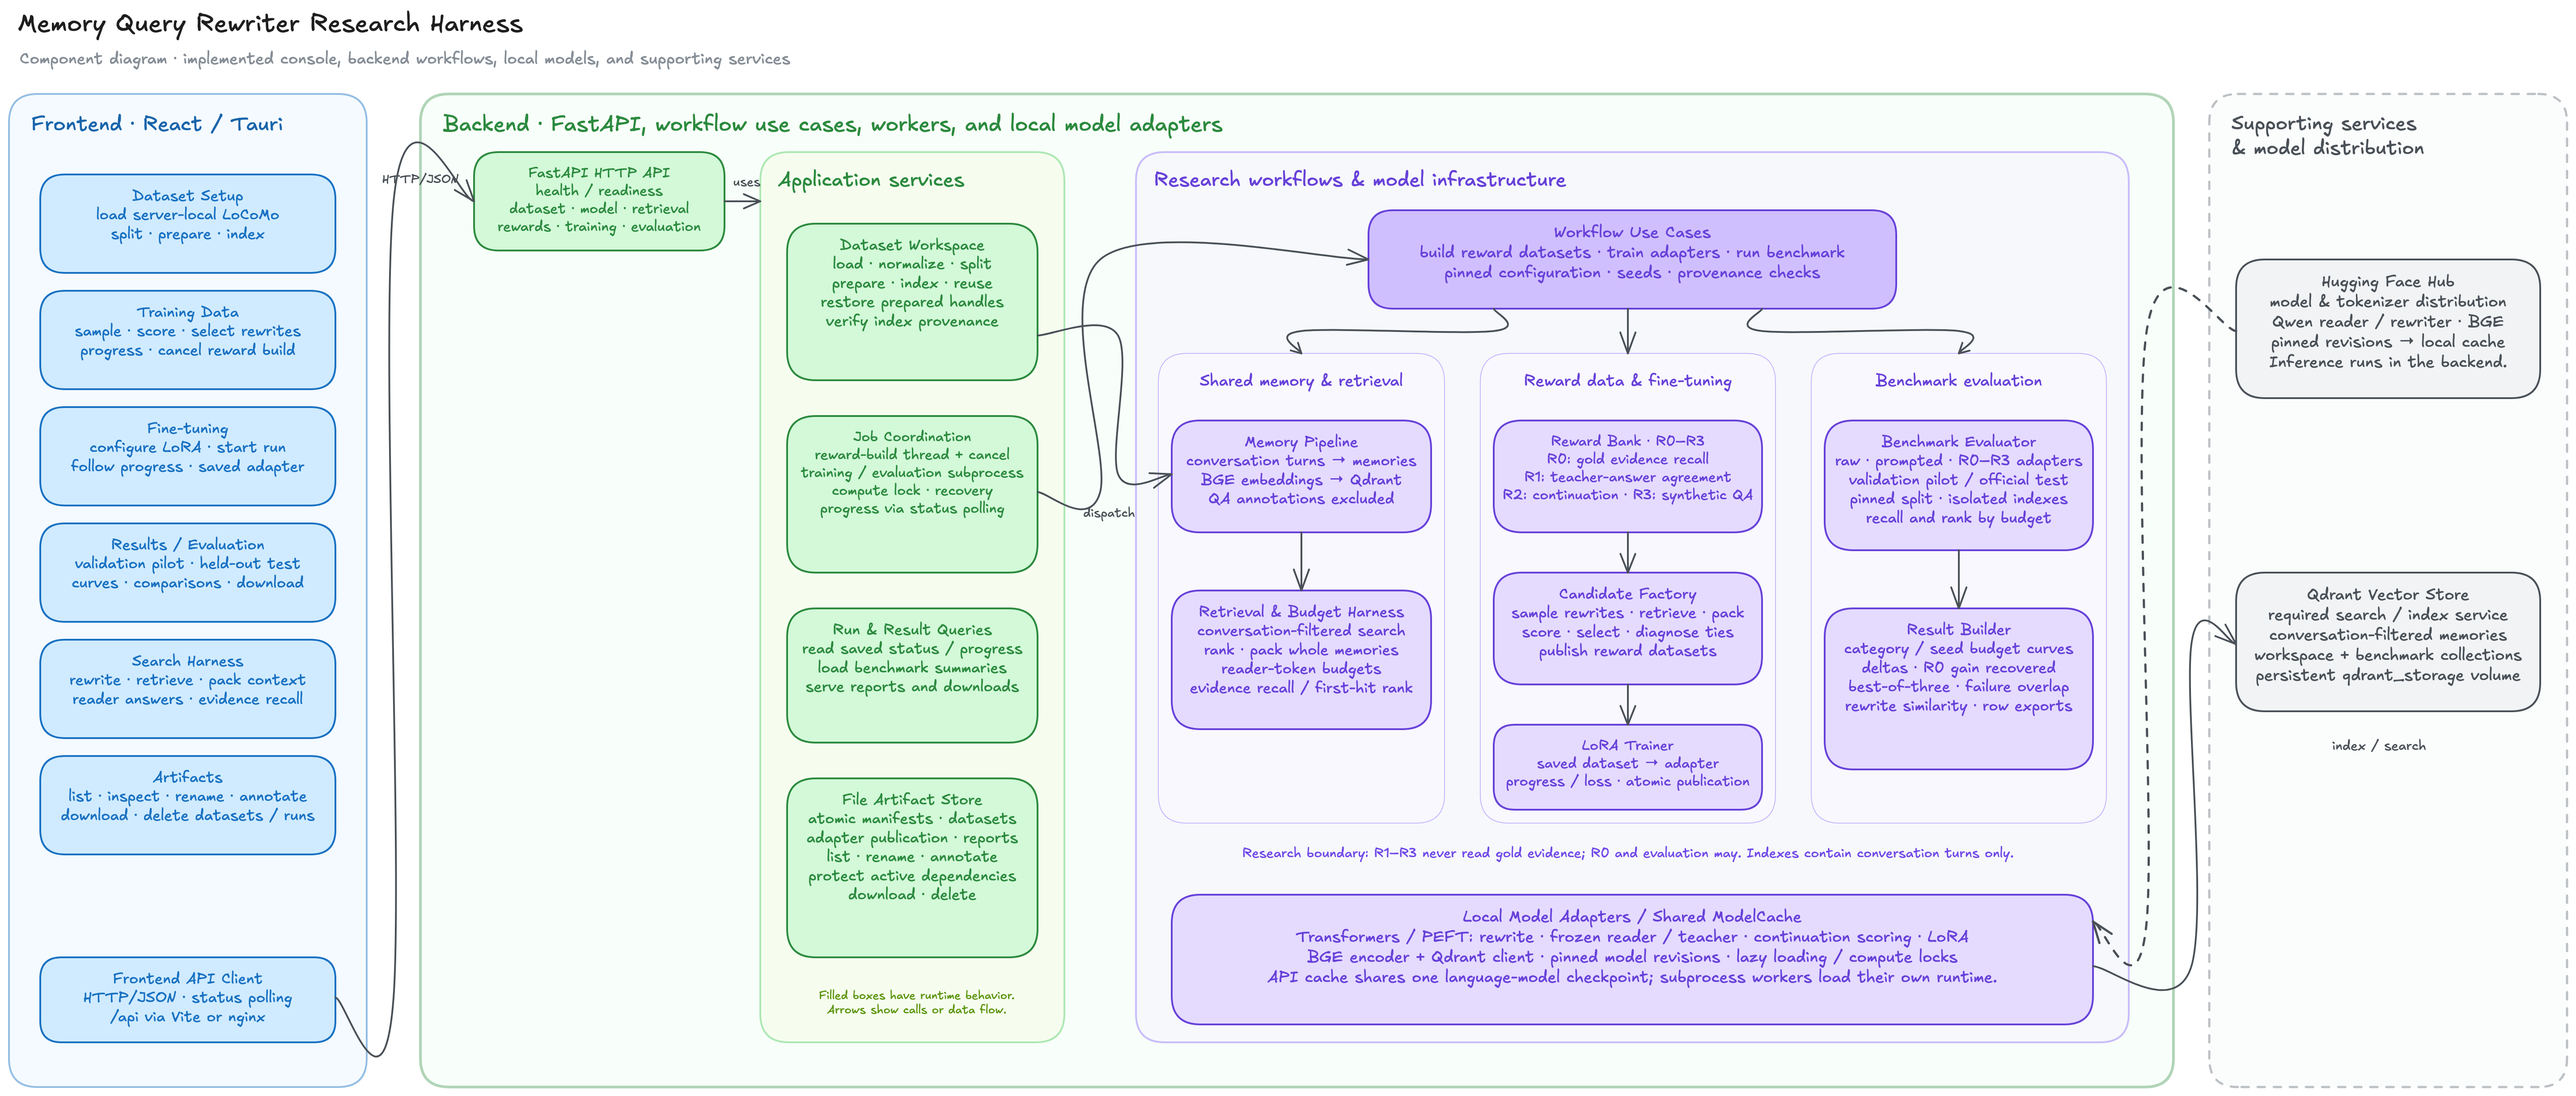 Memory Query Rewriter Research Harness
Component diagram · implemented console, backend workflows, local models, and supporting services
Frontend · React / Tauri
Dataset Setup
load server-local LoCoMo
split · prepare · index
Training Data
sample · score · select rewrites
progress · cancel reward build
Fine-tuning
configure LoRA · start run
follow progress · saved adapter
Results / Evaluation
validation pilot · held-out test
curves · comparisons · download
Search Harness
rewrite · retrieve · pack context
reader answers · evidence recall
Artifacts
list · inspect · rename · annotate
download · delete datasets / runs
Frontend API Client
HTTP/JSON · status polling
/api via Vite or nginx
HTTP/JSON
Backend · FastAPI, workflow use cases, workers, and local model adapters
FastAPI HTTP API
health / readiness
dataset · model · retrieval
rewards · training · evaluation
uses
Application services
Dataset Workspace
load · normalize · split
prepare · index · reuse
restore prepared handles
verify index provenance
Job Coordination
reward-build thread + cancel
training / evaluation subprocess
compute lock · recovery
progress via status polling
Run & Result Queries
read saved status / progress
load benchmark summaries
serve reports and downloads
File Artifact Store
atomic manifests · datasets
adapter publication · reports
list · rename · annotate
protect active dependencies
download · delete
Filled boxes have runtime behavior.
Arrows show calls or data flow.
dispatch
Research workflows & model infrastructure
Workflow Use Cases
build reward datasets · train adapters · run benchmark
pinned configuration · seeds · provenance checks
Shared memory & retrieval
Memory Pipeline
conversation turns → memories
BGE embeddings → Qdrant
QA annotations excluded
Retrieval & Budget Harness
conversation-filtered search
rank · pack whole memories
reader-token budgets
evidence recall / first-hit rank
Reward data & fine-tuning
Reward Bank · R0–R3
R0: gold evidence recall
R1: teacher-answer agreement
R2: continuation · R3: synthetic QA
Candidate Factory
sample rewrites · retrieve · pack
score · select · diagnose ties
publish reward datasets
LoRA Trainer
saved dataset → adapter
progress / loss · atomic publication
Benchmark evaluation
Benchmark Evaluator
raw · prompted · R0–R3 adapters
validation pilot / official test
pinned split · isolated indexes
recall and rank by budget
Result Builder
category / seed budget curves
deltas · R0 gain recovered
best-of-three · failure overlap
rewrite similarity · row exports
Research boundary: R1–R3 never read gold evidence; R0 and evaluation may. Indexes contain conversation turns only.
Local Model Adapters / Shared ModelCache
Transformers / PEFT: rewrite · frozen reader / teacher · continuation scoring · LoRA
BGE encoder + Qdrant client · pinned model revisions · lazy loading / compute locks
API cache shares one language-model checkpoint; subprocess workers load their own runtime.
Supporting services
& model distribution
Hugging Face Hub
model & tokenizer distribution
Qwen reader / rewriter · BGE
pinned revisions → local cache
Inference runs in the backend.
Qdrant Vector Store
required search / index service
conversation-filtered memories
workspace + benchmark collections
persistent qdrant_storage volume
index / search